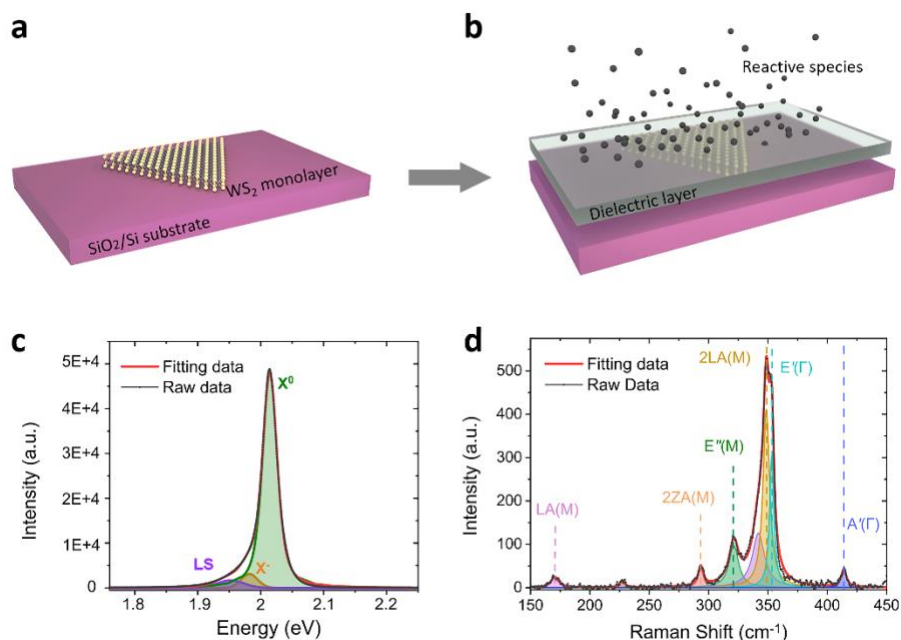 a
WS₂ monolayer
SiO₂/Si substrate
b
Reactive species
Dielectric layer
c
Fitting data
Raw data
X⁰
LS
X⁻
5E+4
4E+4
3E+4
2E+4
1E+4
0
Intensity (a.u.)
1.8
1.9
2
2.1
2.2
Energy (eV)
d
Fitting data
Raw Data
2LA(M)
E'(Γ)
E"(M)
2ZA(M)
LA(M)
A'(Γ)
500
400
300
200
100
0
Intensity (a.u.)
150
200
250
300
350
400
450
Raman Shift (cm⁻¹)